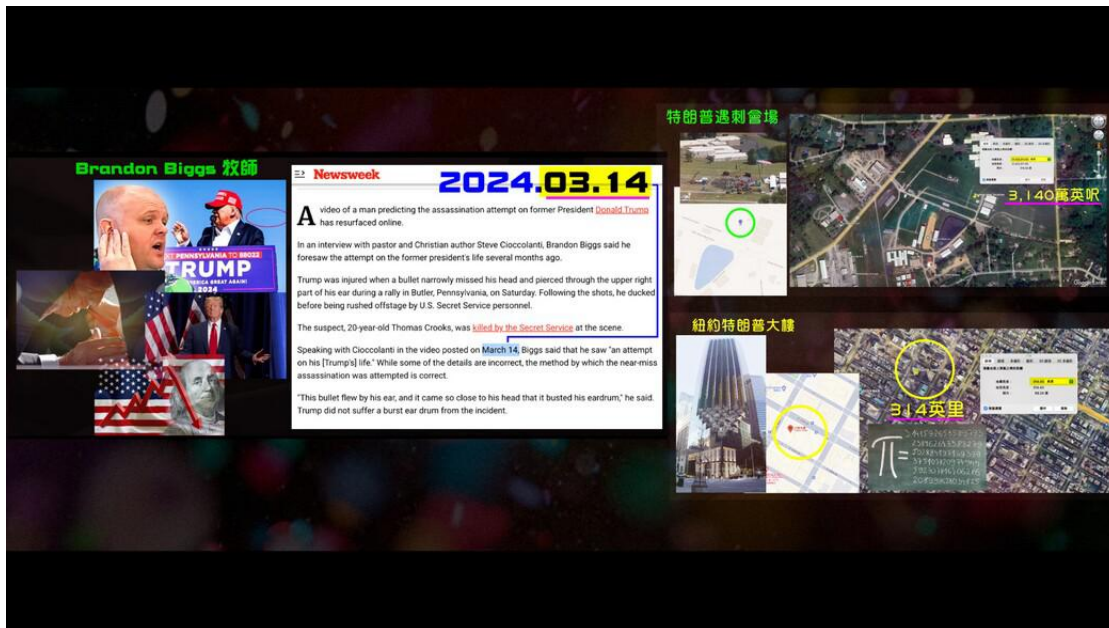 Brandon Biggs 牧師
PENNSYLVANIA TO 88022
TRUMP
AMERICA GREAT AGAIN!
2024
Newsweek
2024.03.14
A video of a man predicting the assassination attempt on former President Donald Trump
has resurfaced online.
In an interview with pastor and Christian author Steve Cioccolanti, Brandon Biggs said he
foresaw the attempt on the former president's life several months ago.
Trump was injured when a bullet narrowly missed his head and pierced through the upper right
part of his ear during a rally in Butler, Pennsylvania, on Saturday. Following the shots, he ducked
before being rushed offstage by U.S. Secret Service personnel.
The suspect, 20-year-old Thomas Crooks, was killed by the Secret Service at the scene.
Speaking with Cioccolanti in the video posted on March 14, Biggs said that he saw "an attempt
on his [Trump's] life." While some of the details are incorrect, the method by which the near-miss
assassination was attempted is correct.
"This bullet flew by his ear, and it came so close to his head that it busted his eardrum," he said.
Trump did not suffer a burst ear drum from the incident.
特朗普遇刺會場
3,140萬英呎
紐約特朗普大樓
314英里
π